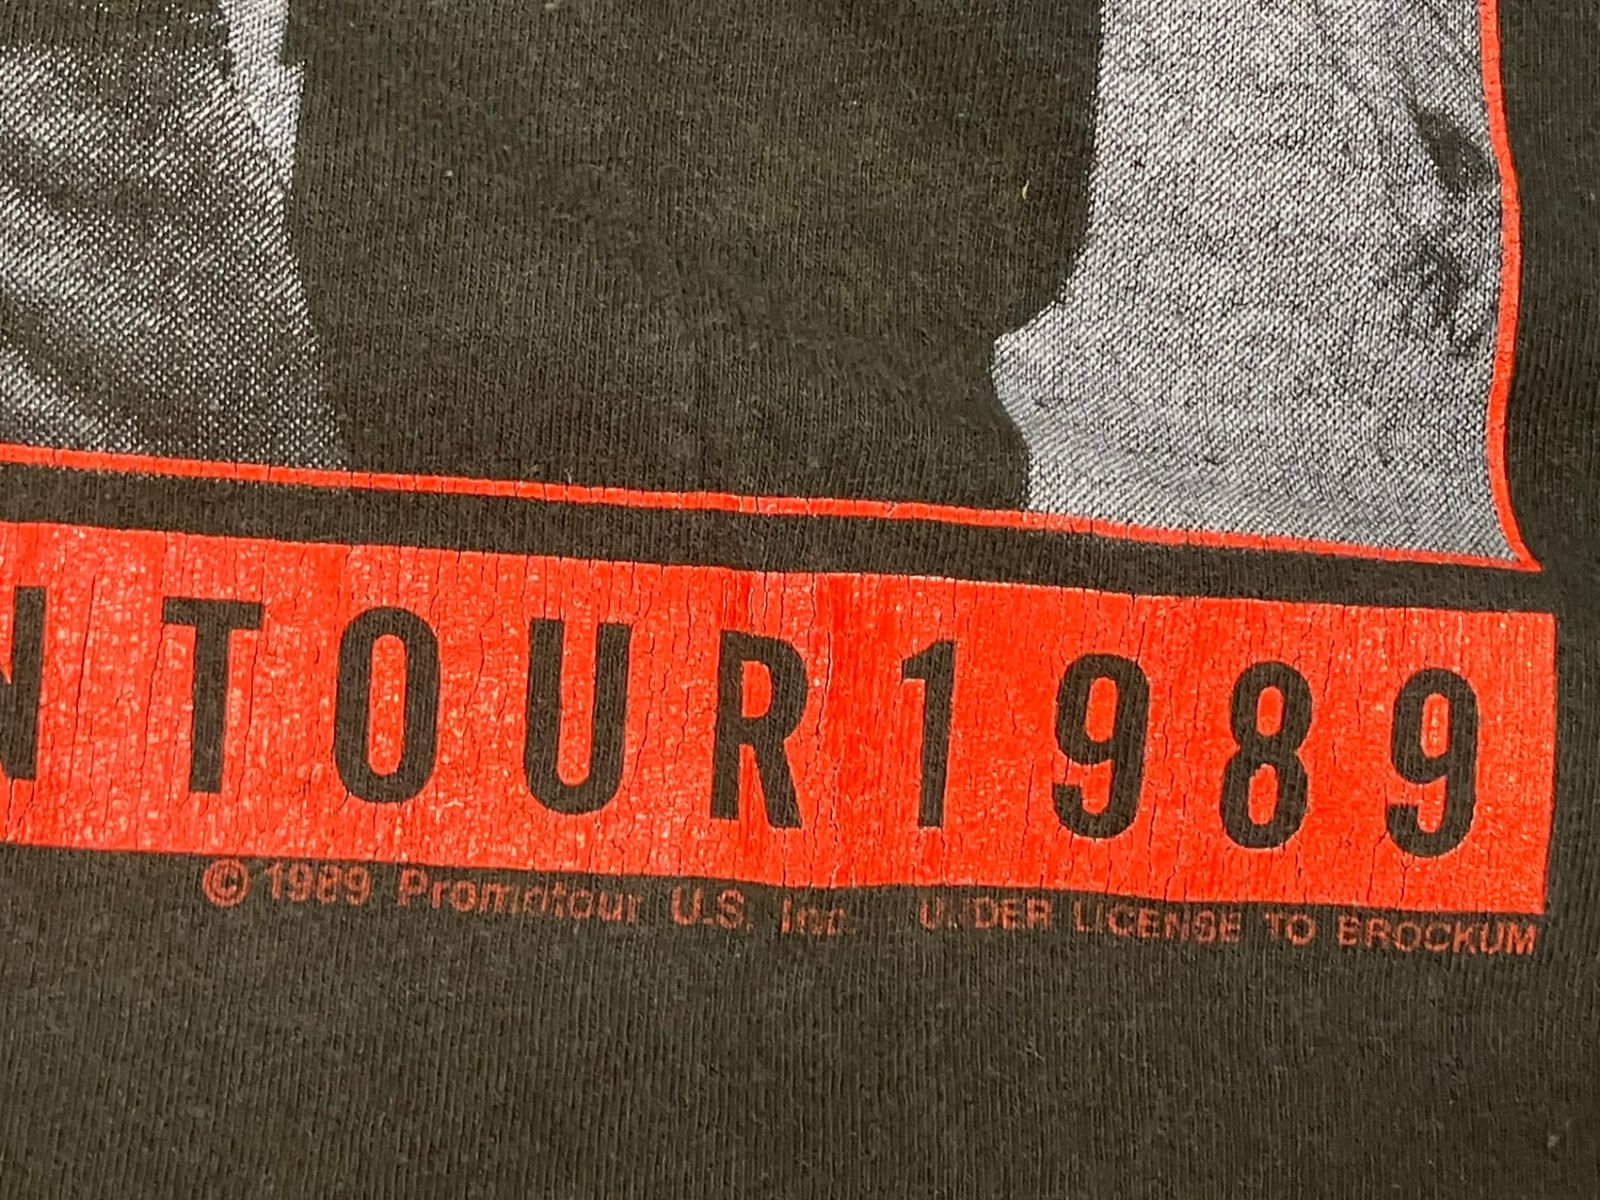 N TOUR 1989
© 1989 Promotour U.S. Inc. UNDER LICENSE TO BROCKUM